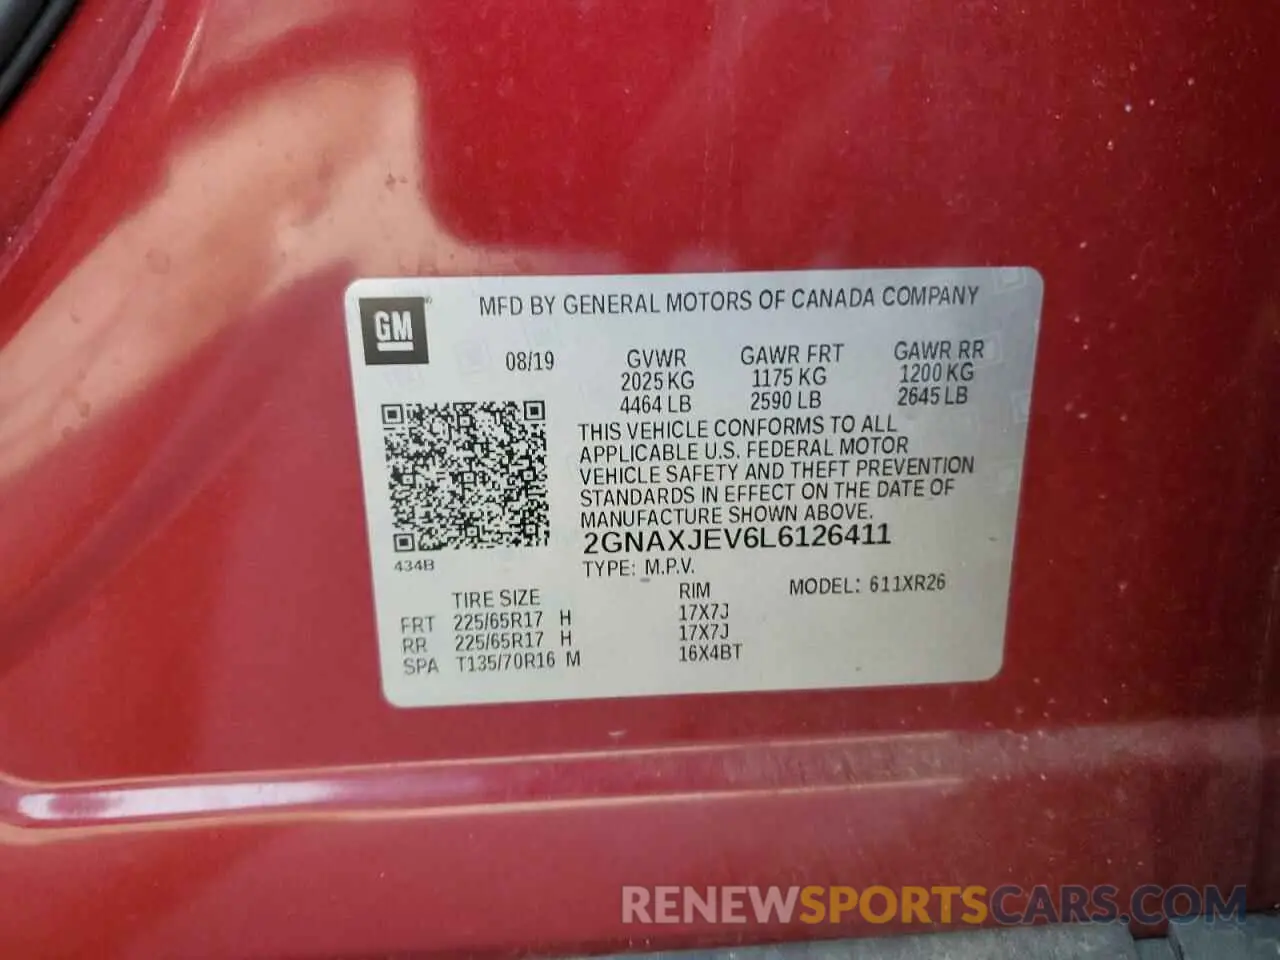 GM
MFD BY GENERAL MOTORS OF CANADA COMPANY
08/19 GVWR GAWR FRT GAWR RR
2025 KG 1175 KG 1200 KG
4464 LB 2590 LB 2645 LB
THIS VEHICLE CONFORMS TO ALL
APPLICABLE U.S. FEDERAL MOTOR
VEHICLE SAFETY AND THEFT PREVENTION
STANDARDS IN EFFECT ON THE DATE OF
MANUFACTURE SHOWN ABOVE.
2GNAXJEV6L6126411
434B
TYPE: M.P.V.
TIRE SIZE RIM MODEL: 611XR26
FRT 225/65R17 H 17X7J
RR 225/65R17 H 17X7J
SPA T135/70R16 M 16X4BT
RENEWSPORTSCARS.COM